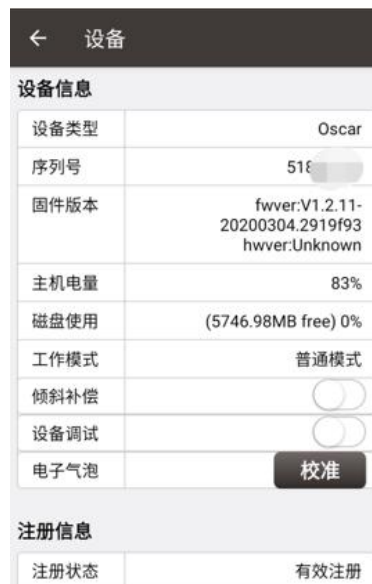 设备
设备信息
设备类型 Oscar
序列号 518
固件版本 fwver:V1.2.11-
20200304.2919f93
hwver:Unknown
主机电量 83%
磁盘使用 (5746.98MB free) 0%
工作模式 普通模式
倾斜补偿
设备调试
电子气泡 校准
注册信息
注册状态 有效注册